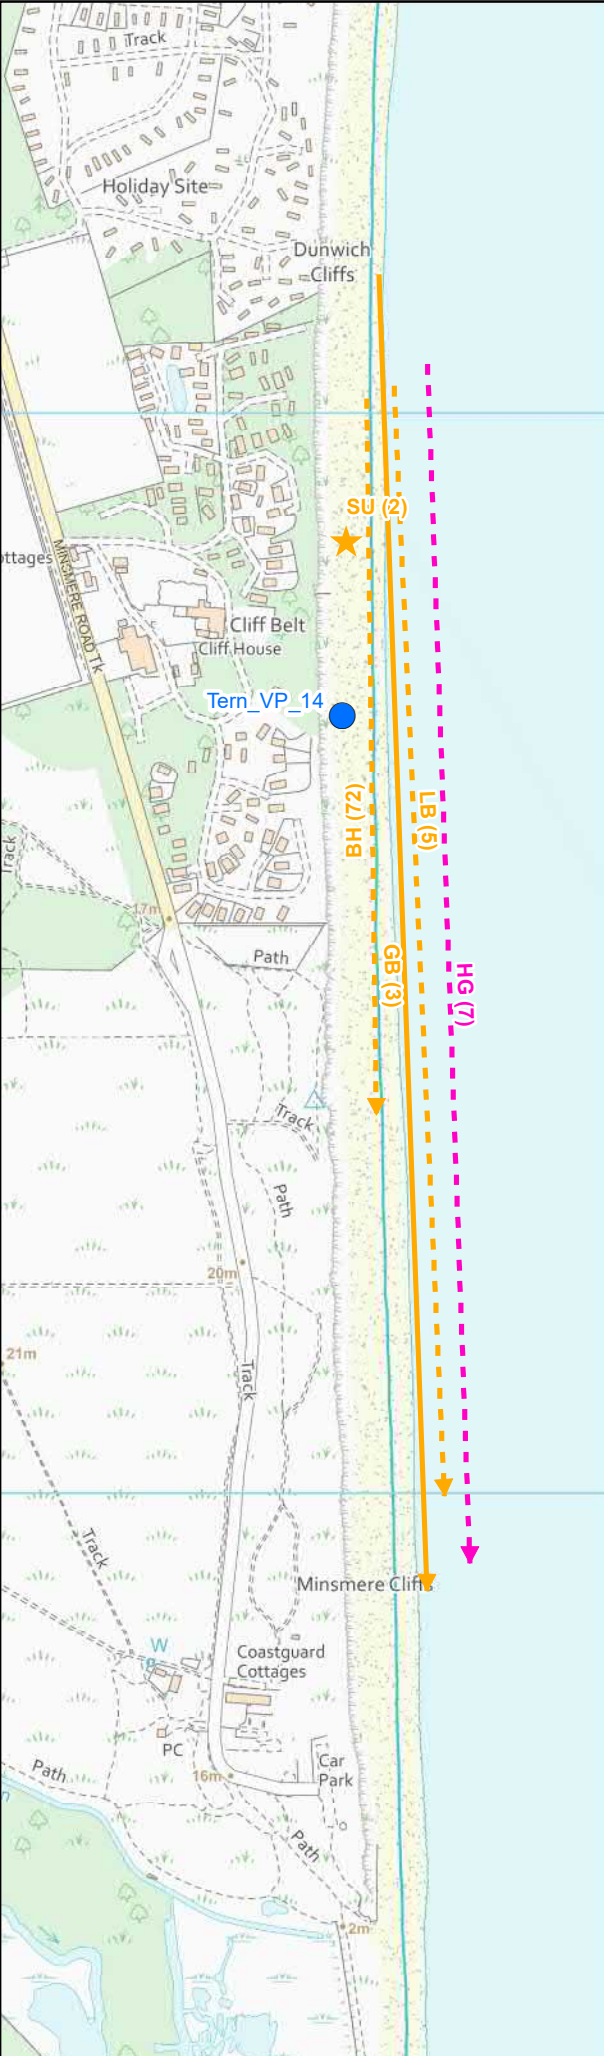 Track
Holiday Site
Dunwich
Cliffs
SU (2)
ottages
MINSMERE ROAD Tk
Cliff Belt
Cliff House
Tern_VP_14
BH (72)
LB (5)
Track
17m
Path
GB (3)
HG (7)
Track
Path
20m
21m
Track
Track
Minsmere Cliffs
W
Coastguard
Cottages
PC
Car
Park
16m
Path
n
Path
2m